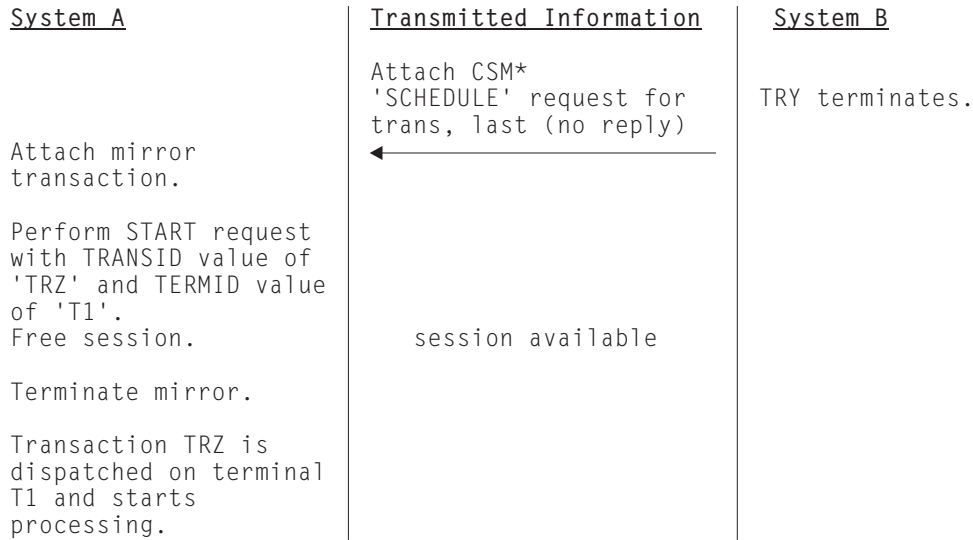 System A
Transmitted Information
System B
Attach CSM*
'SCHEDULE' request for
trans, last (no reply)
TRY terminates.
Attach mirror
transaction.
Perform START request
with TRANSID value of
'TRZ' and TERMID value
of 'T1'.
Free session.
session available
Terminate mirror.
Transaction TRZ is
dispatched on terminal
T1 and starts
processing.